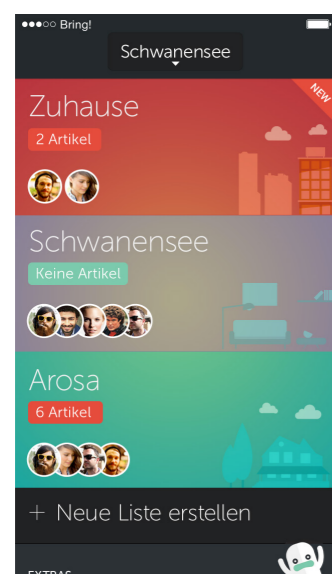 Bring!
Schwanensee
Zuhause
NEW
2 Artikel
Schwanensee
Keine Artikel
Arosa
6 Artikel
+ Neue Liste erstellen
EXTRAS